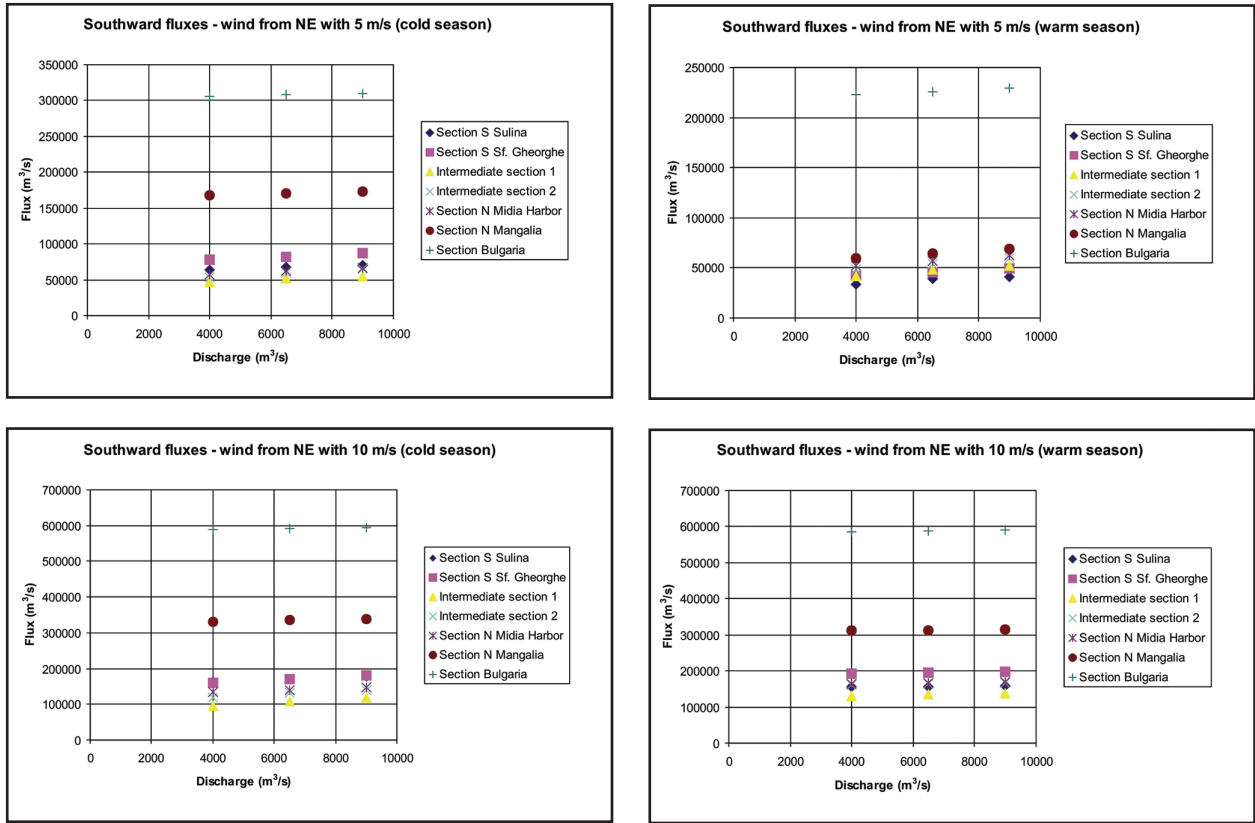 Southward fluxes - wind from NE with 5 m/s (cold season)
350000
300000
250000
200000
150000
100000
50000
0
Flux (m³/s)
0 2000 4000 6000 8000 10000
Discharge (m³/s)
Section S Sulina
Section S Sf. Gheorghe
Intermediate section 1
Intermediate section 2
Section N Midia Harbor
Section N Mangalia
Section Bulgaria
Southward fluxes - wind from NE with 5 m/s (warm season)
250000
200000
150000
100000
50000
0
Flux (m³/s)
0 2000 4000 6000 8000 10000
Discharge (m³/s)
Section S Sulina
Section S Sf. Gheorghe
Intermediate section 1
Intermediate section 2
Section N Midia Harbor
Section N Mangalia
Section Bulgaria
Southward fluxes - wind from NE with 10 m/s (cold season)
700000
600000
500000
400000
300000
200000
100000
0
Flux (m³/s)
0 2000 4000 6000 8000 10000
Discharge (m³/s)
Section S Sulina
Section S Sf. Gheorghe
Intermediate section 1
Intermediate section 2
Section N Midia Harbor
Section N Mangalia
Section Bulgaria
Southward fluxes - wind from NE with 10 m/s (warm season)
700000
600000
500000
400000
300000
200000
100000
0
Flux (m³/s)
0 2000 4000 6000 8000 10000
Discharge (m³/s)
Section S Sulina
Section S Sf. Gheorghe
Intermediate section 1
Intermediate section 2
Section N Midia Harbor
Section N Mangalia
Section Bulgaria